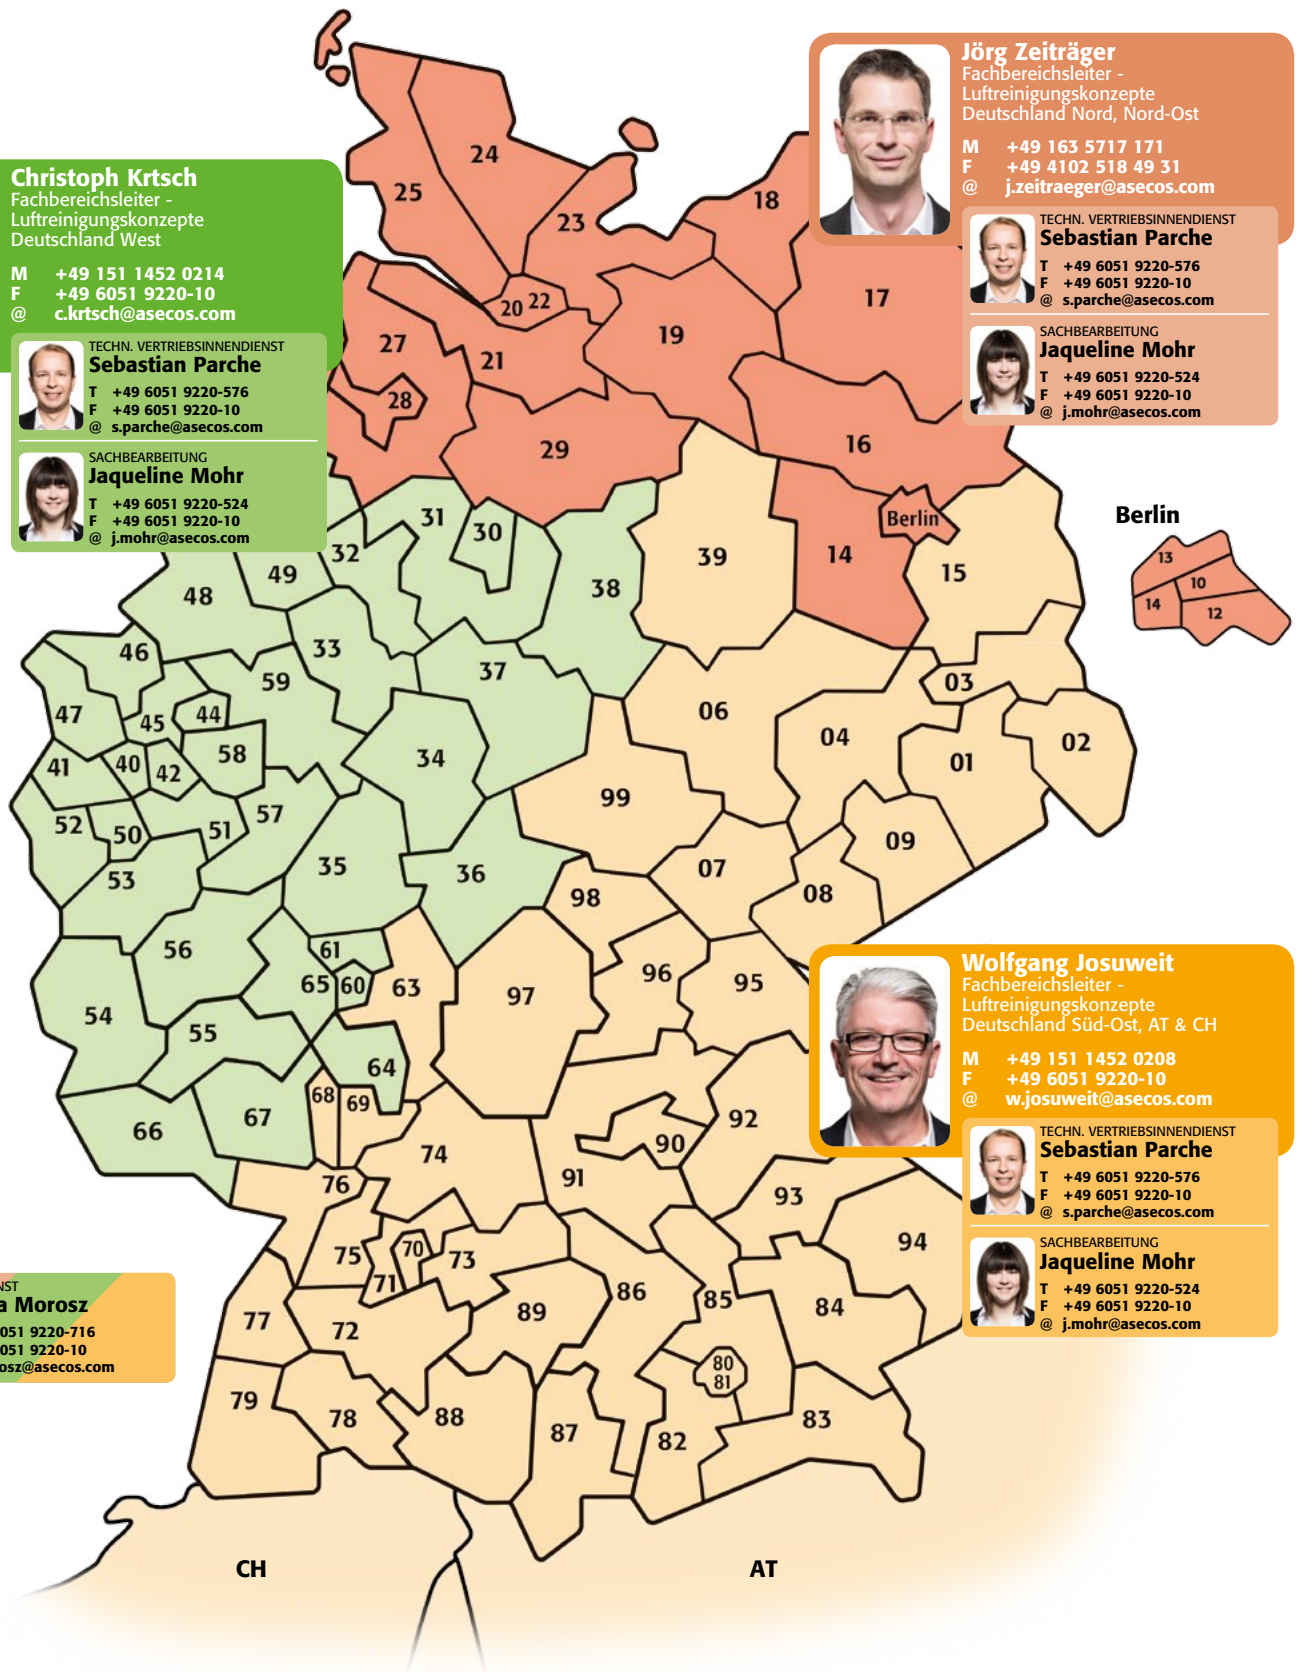 Jörg Zeiträger
Fachbereichsleiter -
Luftreinigungskonzepte
Deutschland Nord, Nord-Ost
M +49 163 5717 171
F +49 4102 518 49 31
@ j.zeitraeger@asecos.com
TECHN. VERTRIEBSINNENDIENST
Sebastian Parche
T +49 6051 9220-576
F +49 6051 9220-10
@ s.parche@asecos.com
SACHBEARBEITUNG
Jaqueline Mohr
T +49 6051 9220-524
F +49 6051 9220-10
@ j.mohr@asecos.com
Christoph Krtsch
Fachbereichsleiter -
Luftreinigungskonzepte
Deutschland West
M +49 151 1452 0214
F +49 6051 9220-10
@ c.krtsch@asecos.com
TECHN. VERTRIEBSINNENDIENST
Sebastian Parche
T +49 6051 9220-576
F +49 6051 9220-10
@ s.parche@asecos.com
SACHBEARBEITUNG
Jaqueline Mohr
T +49 6051 9220-524
F +49 6051 9220-10
@ j.mohr@asecos.com
24
25
23
18
20 22
17
19
27
21
28
29
16
Berlin
14
39
15
31
30
32
49
48
38
Berlin
13
10
14
12
46
33
59
37
03
47
45
44
06
04
02
58
34
01
41
40
42
99
52
50
51
57
09
53
35
36
07
08
98
56
61
65
60
63
97
96
95
54
55
64
68
69
66
67
92
90
74
91
76
93
94
75
70
73
71
86
85
84
77
72
89
80
81
79
78
88
87
82
83
Wolfgang Josuweit
Fachbereichsleiter -
Luftreinigungskonzepte
Deutschland Süd-Ost, AT & CH
M +49 151 1452 0208
F +49 6051 9220-10
@ w.josuweit@asecos.com
TECHN. VERTRIEBSINNENDIENST
Sebastian Parche
T +49 6051 9220-576
F +49 6051 9220-10
@ s.parche@asecos.com
SACHBEARBEITUNG
Jaqueline Mohr
T +49 6051 9220-524
F +49 6051 9220-10
@ j.mohr@asecos.com
NST
a Morosz
051 9220-716
051 9220-10
osz@asecos.com
CH
AT